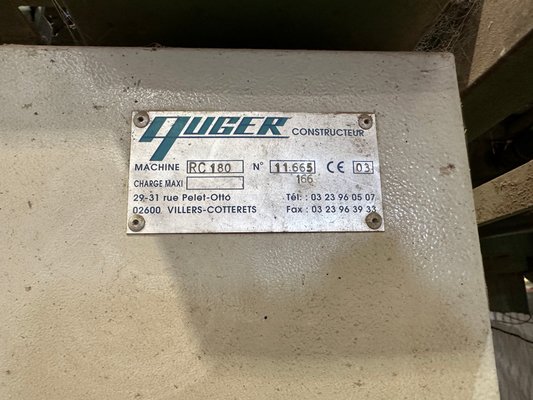 AUGER CONSTRUCTEUR
MACHINE RC 180 N° 11.665 CE 03
166
CHARGE MAXI
29-31 rue Pelet-Otto Tél : 03 23 96 05 07
02600 VILLERS-COTTERETS Fax : 03 23 96 39 33